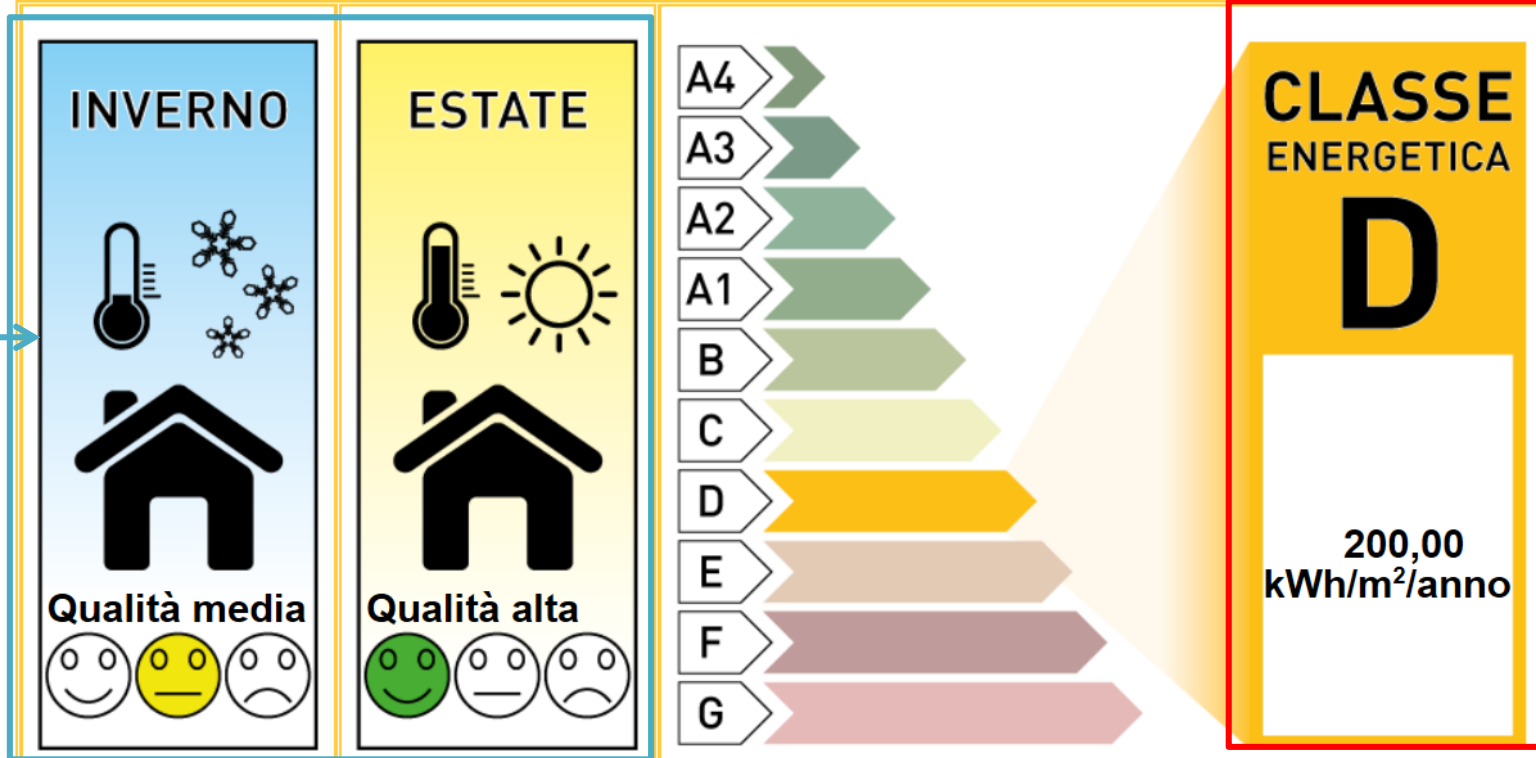 INVERNO
Qualità media
ESTATE
Qualità alta
A4
A3
A2
A1
B
C
D
E
F
G
CLASSE
ENERGETICA
D
200,00
kWh/m²/anno